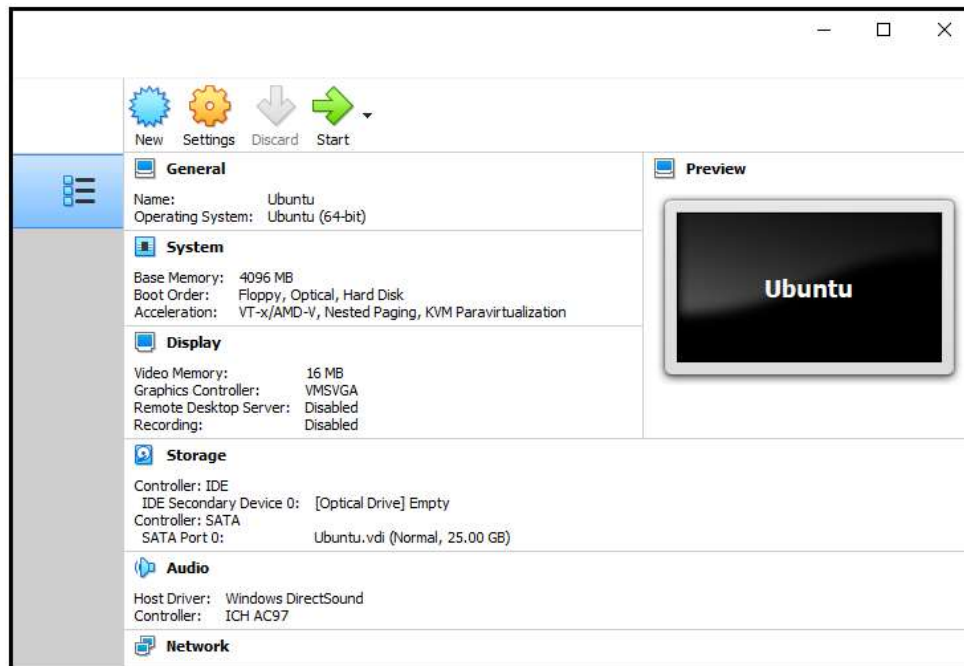 New Settings Discard Start
General
Name: Ubuntu
Operating System: Ubuntu (64-bit)
System
Base Memory: 4096 MB
Boot Order: Floppy, Optical, Hard Disk
Acceleration: VT-x/AMD-V, Nested Paging, KVM Paravirtualization
Display
Video Memory: 16 MB
Graphics Controller: VMSVGA
Remote Desktop Server: Disabled
Recording: Disabled
Preview
Ubuntu
Storage
Controller: IDE
IDE Secondary Device 0: [Optical Drive] Empty
Controller: SATA
SATA Port 0: Ubuntu.vdi (Normal, 25.00 GB)
Audio
Host Driver: Windows DirectSound
Controller: ICH AC97
Network